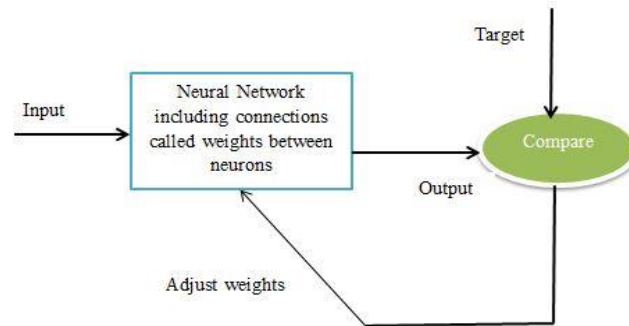 Target
Input
Neural Network
including connections
called weights between
neurons
Compare
Output
Adjust weights